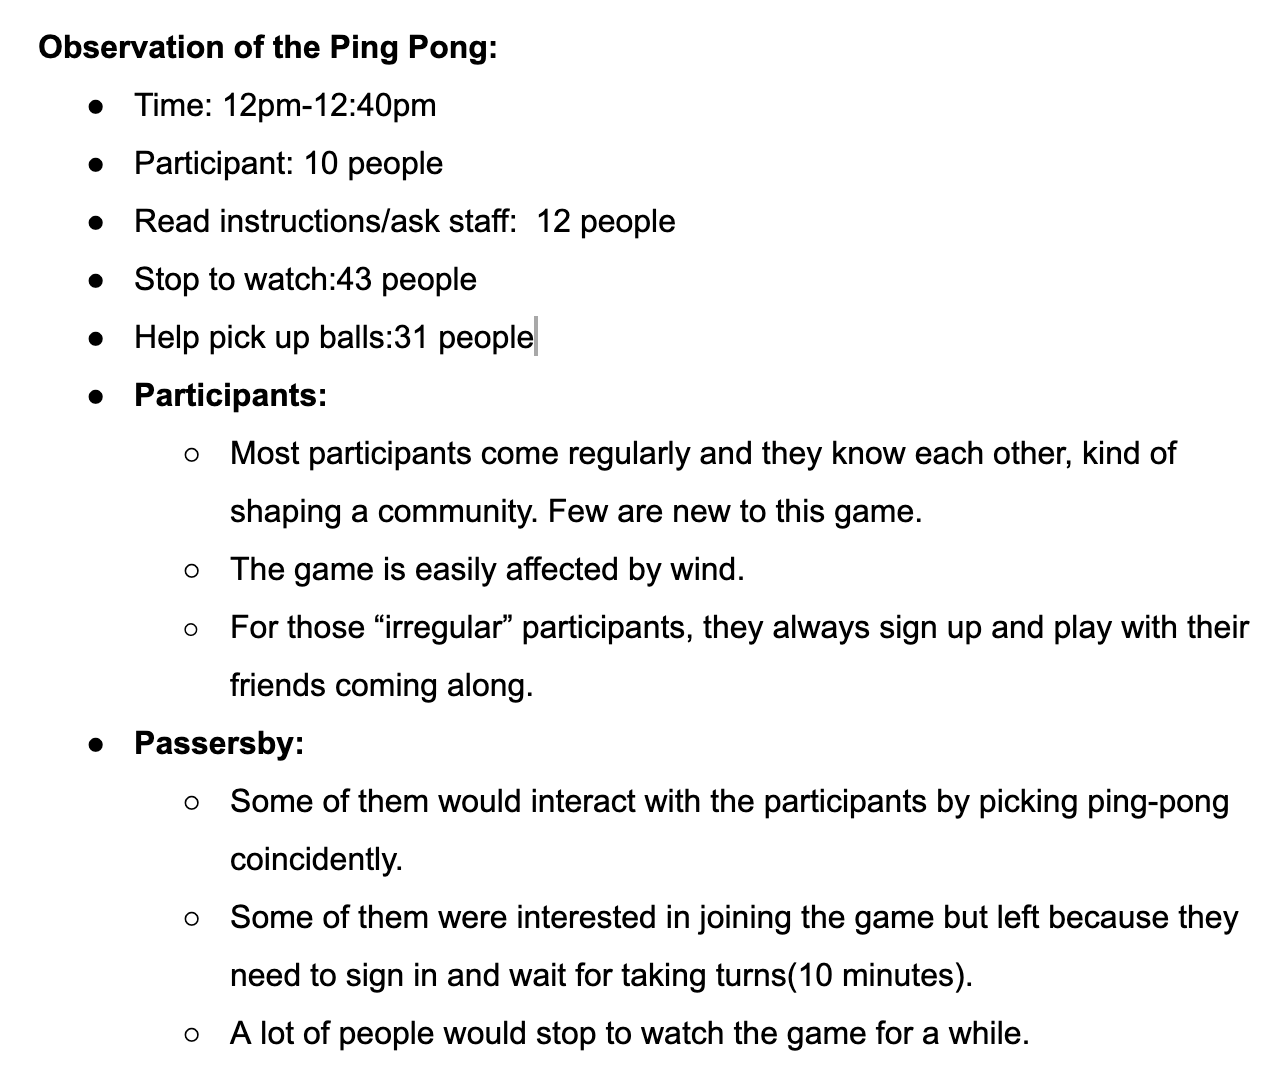 Observation of the Ping Pong:
● Time: 12pm-12:40pm
● Participant: 10 people
● Read instructions/ask staff:  12 people
● Stop to watch:43 people
● Help pick up balls:31 people
● Participants:
○ Most participants come regularly and they know each other, kind of
shaping a community. Few are new to this game.
○ The game is easily affected by wind.
○ For those “irregular” participants, they always sign up and play with their
friends coming along.
● Passersby:
○ Some of them would interact with the participants by picking ping-pong
coincidently.
○ Some of them were interested in joining the game but left because they
need to sign in and wait for taking turns(10 minutes).
○ A lot of people would stop to watch the game for a while.